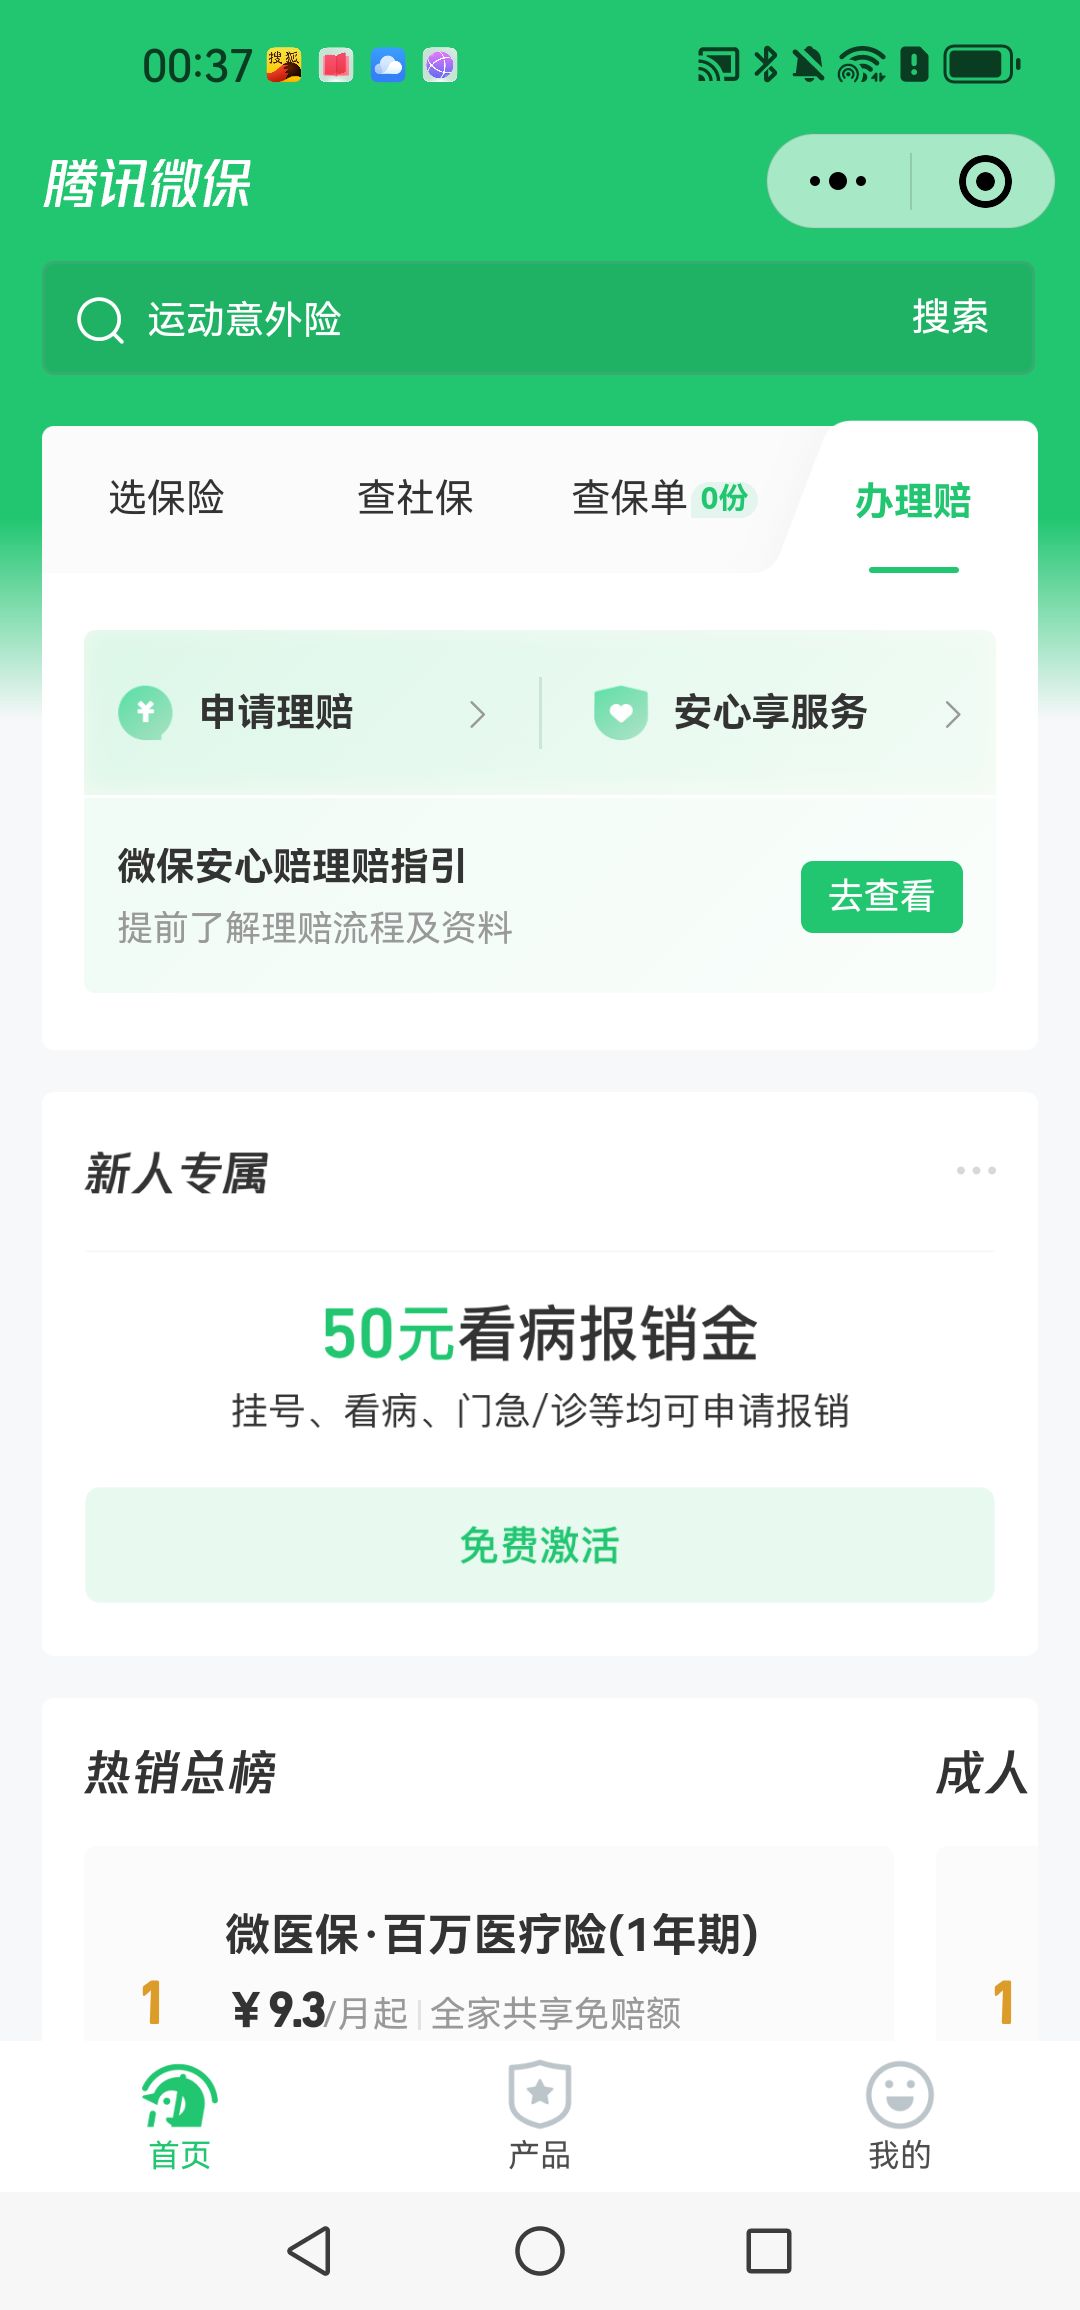 00:37
搜狐
腾讯微保
运动意外险
搜索
选保险
查社保
查保单 0份
办理赔
申请理赔
安心享服务
微保安心赔理赔指引
提前了解理赔流程及资料
去查看
新人专属
50元看病报销金
挂号、看病、门急/诊等均可申请报销
免费激活
热销总榜
成人
微医保·百万医疗险(1年期)
1
¥9.3/月起|全家共享免赔额
1
首页
产品
我的